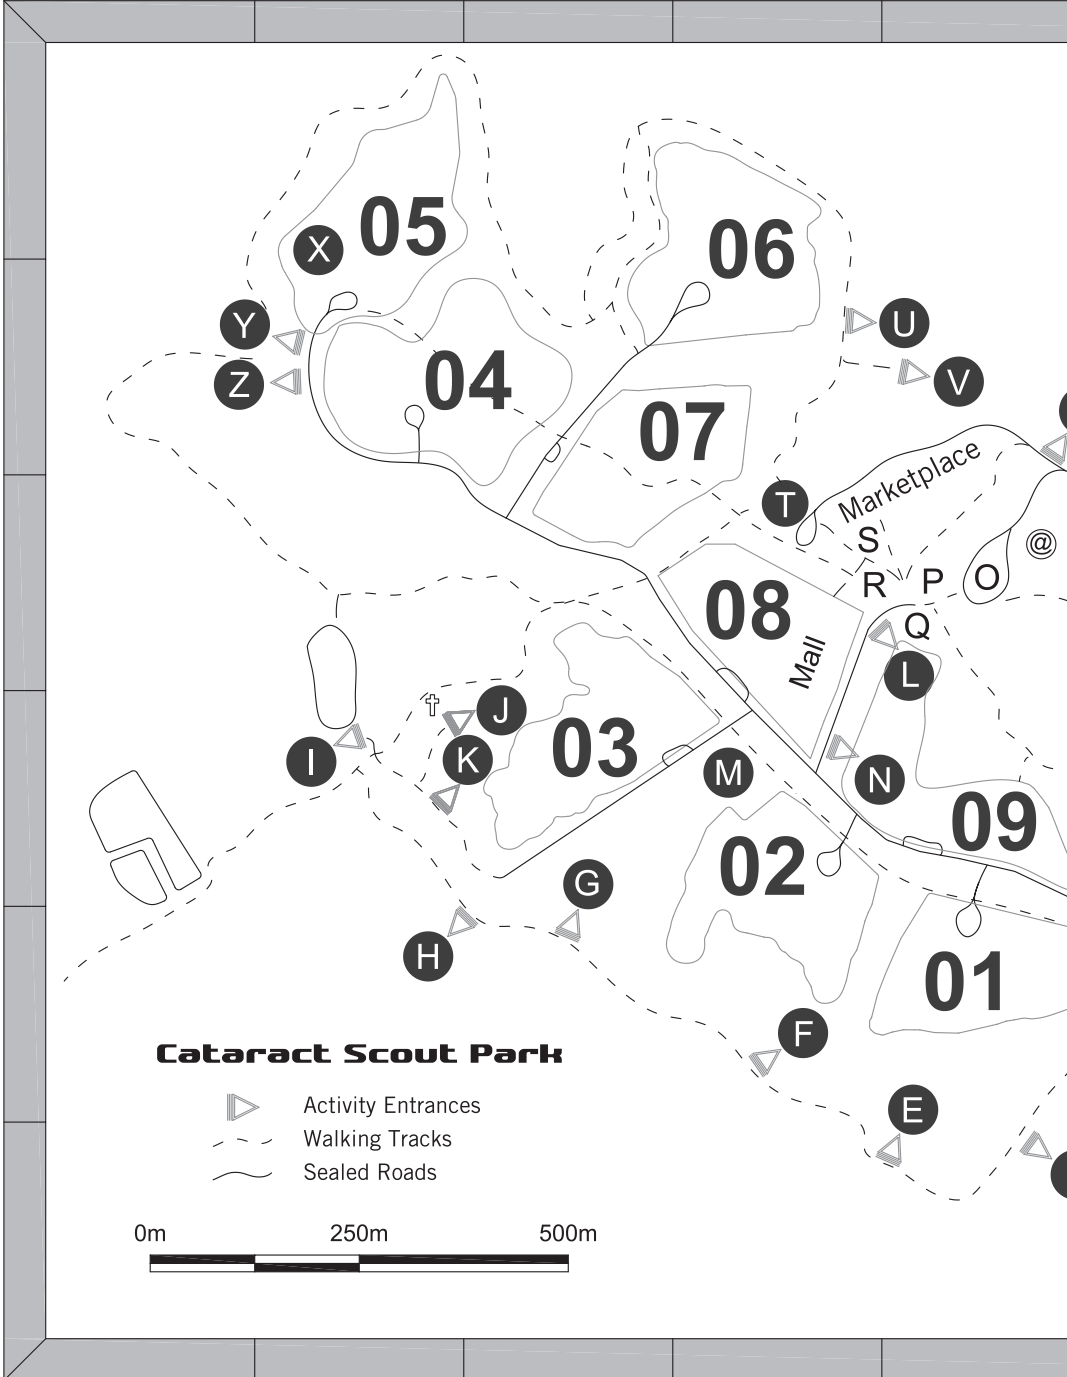 05
X
06
Y
U
Z
04
V
07
Marketplace
T
S
@
R
P
O
08
Q
Mall
L
J
03
I
K
M
N
09
02
G
H
01
F
Cataract Scout Park
Activity Entrances
E
Walking Tracks
Sealed Roads
0m
250m
500m